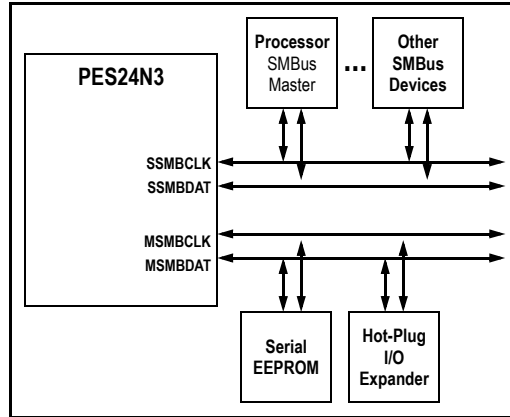 Processor
SMBus
Master
...
Other
SMBus
Devices
PES24N3
SSMBCLK
SSMBDAT
MSMBCLK
MSMBDAT
Serial
EEPROM
Hot-Plug
I/O
Expander